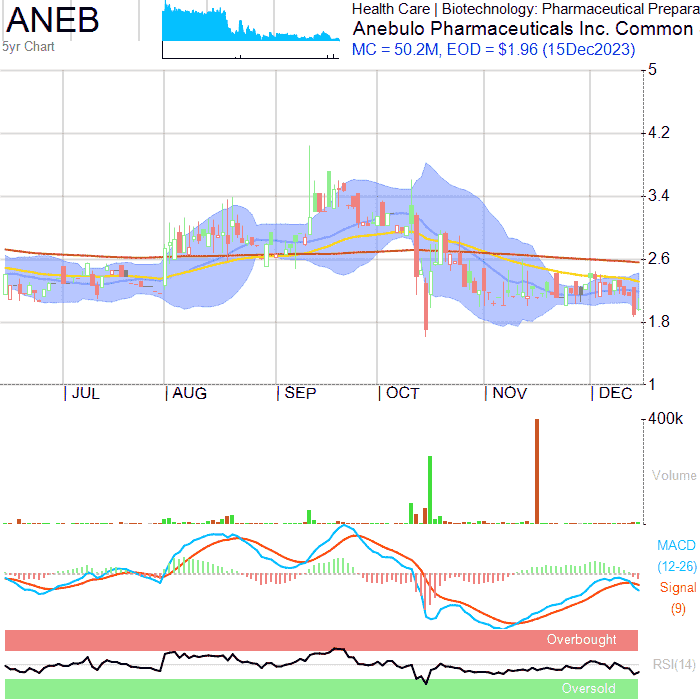 ANEB
5yr Chart
Health Care | Biotechnology: Pharmaceutical Prepara
Anebulo Pharmaceuticals Inc. Common
MC = 50.2M, EOD = $1.96 (15Dec2023)
5
4.2
3.4
2.6
1.8
1
JUL AUG SEP OCT NOV DEC
400k
Volume
MACD
(12-26)
Signal
(9)
Overbought
RSI(14)
Oversold